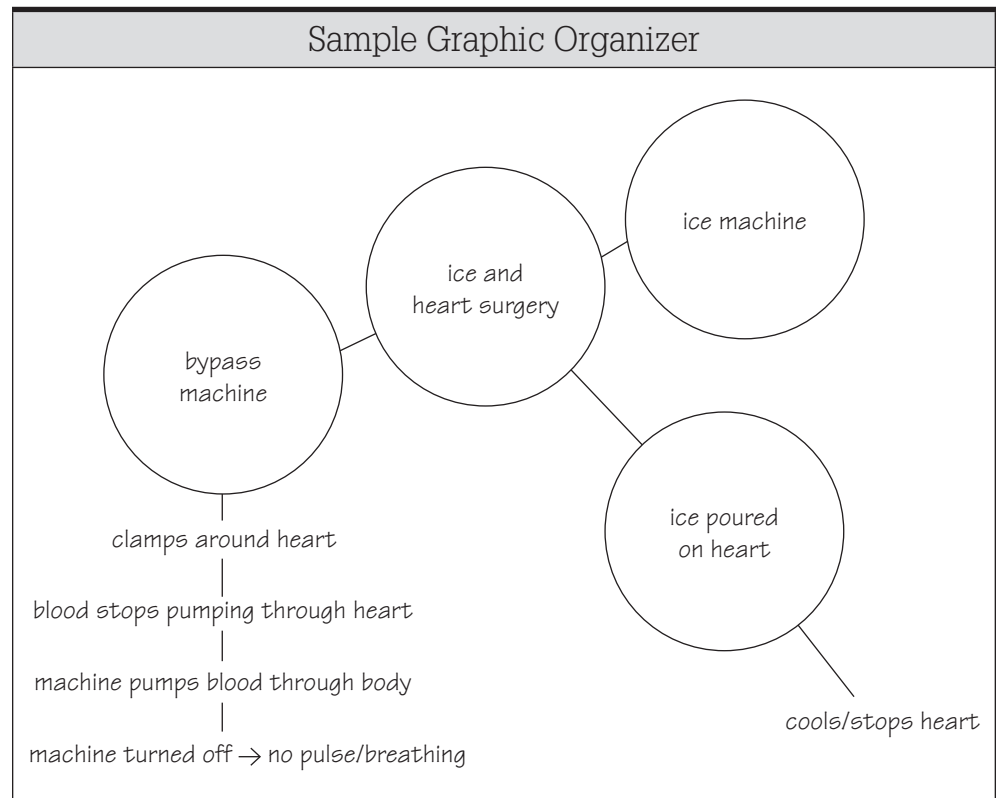 Sample Graphic Organizer
ice machine
ice and
heart surgery
bypass
machine
ice poured
on heart
clamps around heart
blood stops pumping through heart
machine pumps blood through body
machine turned off → no pulse/breathing
cools/stops heart